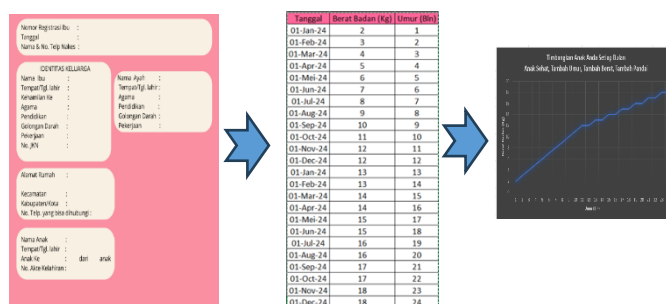 Nomor Registrasi Ibu :
Tanggal :
Nama & No. Telp Nakes :
IDENTITAS KELUARGA
Nama Ibu :
Tempat/Tgl. lahir :
Kehamilan Ke :
Agama :
Pendidikan :
Golongan Darah :
Pekerjaan :
No. JKN :
Nama Ayah :
Tempat/Tgl. lahir :
Agama :
Pendidikan :
Golongan Darah :
Pekerjaan :
Alamat Rumah :
Kecamatan :
Kabupaten/Kota :
No. Telp. yang bisa dihubungi :
Nama Anak :
Tempat/Tgl. lahir :
Anak Ke : dari anak
No. Akte Kelahiran :
Tanggal Berat Badan (Kg) Umur (Bln)
01-Jan-24 2 1
01-Feb-24 3 2
01-Mar-24 4 3
01-Apr-24 5 4
01-Mei-24 6 5
01-Jun-24 7 6
01-Jul-24 8 7
01-Aug-24 9 8
01-Sep-24 10 9
01-Oct-24 11 10
01-Nov-24 12 11
01-Dec-24 12 12
01-Jan-24 13 13
01-Feb-24 13 14
01-Mar-24 14 15
01-Apr-24 14 16
01-Mei-24 15 17
01-Jun-24 15 18
01-Jul-24 16 19
01-Aug-24 16 20
01-Sep-24 17 21
01-Oct-24 17 22
01-Nov-24 18 23
01-Dec-24 18 24
Timbanglan Anak Anda Setiap Bulan
Anak Sehat, Tambah Umur, Tambah Berat, Tambah Pandai